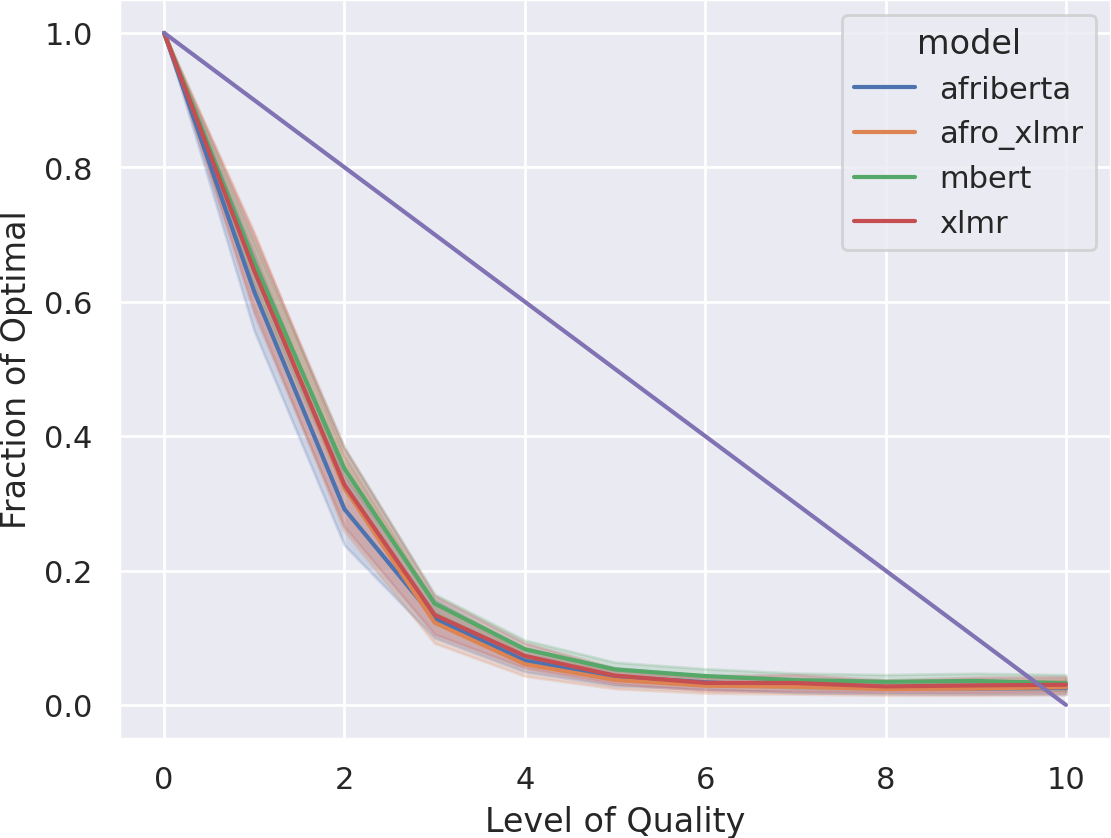 1.0
0.8
0.6
0.4
0.2
0.0
Fraction of Optimal
model
afriberta
afro_xlmr
mbert
xlmr
0 2 4 6 8 10
Level of Quality